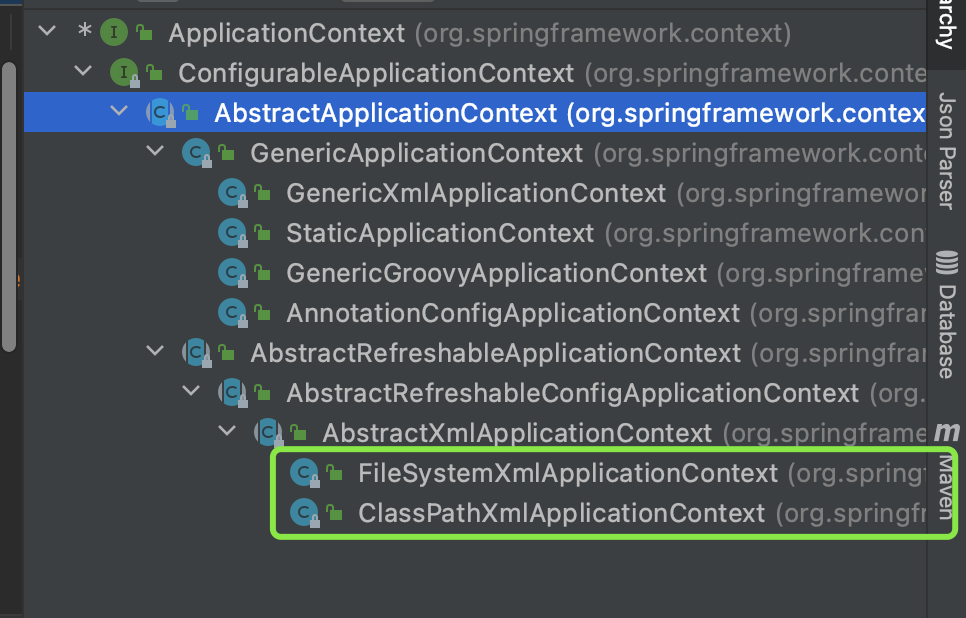 * I ApplicationContext (org.springframework.context)
I ConfigurableApplicationContext (org.springframework.conte
C AbstractApplicationContext (org.springframework.contex
C GenericApplicationContext (org.springframework.cont
C GenericXmlApplicationContext (org.springframewor
C StaticApplicationContext (org.springframework.con
C GenericGroovyApplicationContext (org.springframe
C AnnotationConfigApplicationContext (org.springfra
C AbstractRefreshableApplicationContext (org.springfra
C AbstractRefreshableConfigApplicationContext (org.
C AbstractXmlApplicationContext (org.springframe
C FileSystemXmlApplicationContext (org.spring
C ClassPathXmlApplicationContext (org.springfr
archy
Json Parser
Database
m Maven